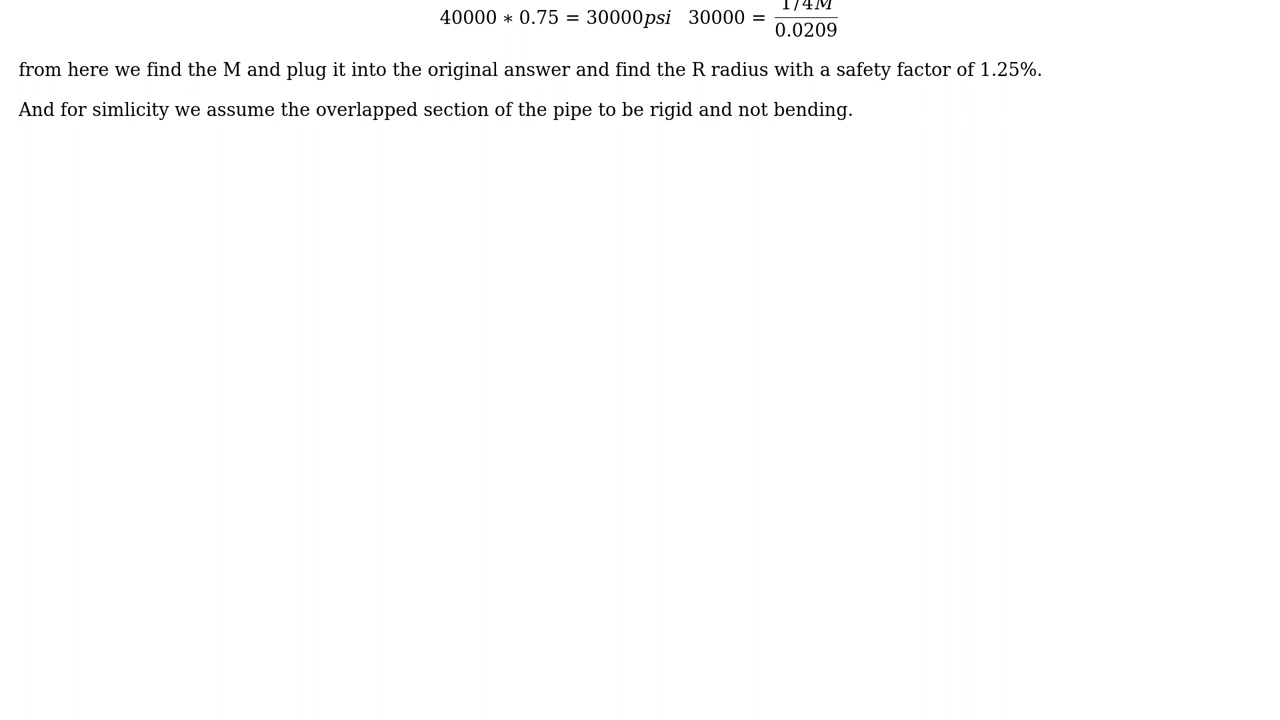 40000 ∗ 0.75 = 30000psi 30000 = 1/4M / 0.0209
from here we find the M and plug it into the original answer and find the R radius with a safety factor of 1.25%.
And for simlicity we assume the overlapped section of the pipe to be rigid and not bending.